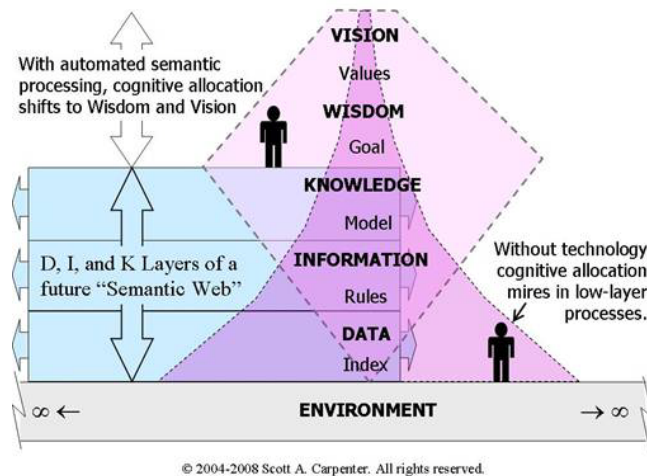 VISION
With automated semantic
processing, cognitive allocation
shifts to Wisdom and Vision
Values
WISDOM
Goal
KNOWLEDGE
Model
D, I, and K Layers of a
future “Semantic Web”
INFORMATION
Rules
Without technology
cognitive allocation
mires in low-layer
processes.
DATA
Index
∞ ← ENVIRONMENT → ∞
© 2004-2008 Scott A. Carpenter. All rights reserved.